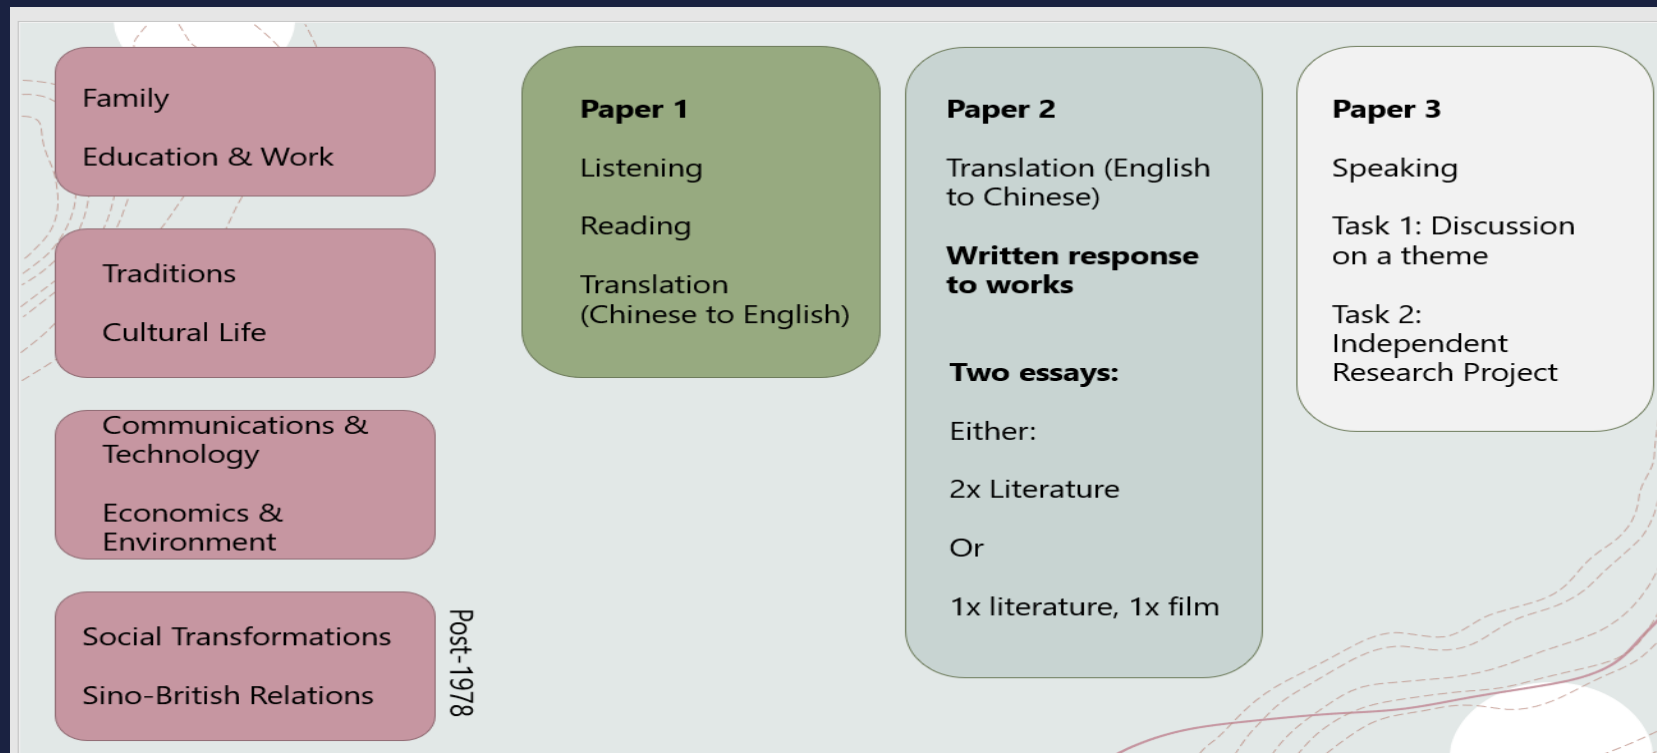 Family
Education & Work
Traditions
Cultural Life
Communications &
Technology
Economics &
Environment
Social Transformations
Sino-British Relations
Post-1978
Paper 1
Listening
Reading
Translation
(Chinese to English)
Paper 2
Translation (English
to Chinese)
Written response
to works
Two essays:
Either:
2x Literature
Or
1x literature, 1x film
Paper 3
Speaking
Task 1: Discussion
on a theme
Task 2:
Independent
Research Project